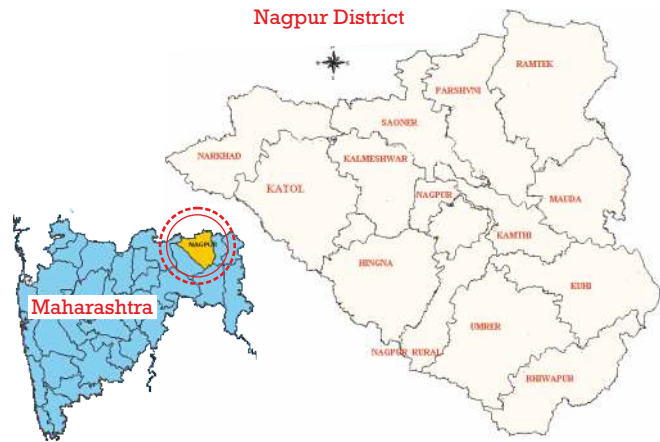 Nagpur District
RAMTEK
PARSHVNI
SAONER
NARKHAD
KALMESHWAR
KATOL
NAGPUR
MAUDA
KAMTHI
NAGPUR
HINGNA
KUHI
Maharashtra
UMRER
NAGPUR RURAL
BHIWAPUR